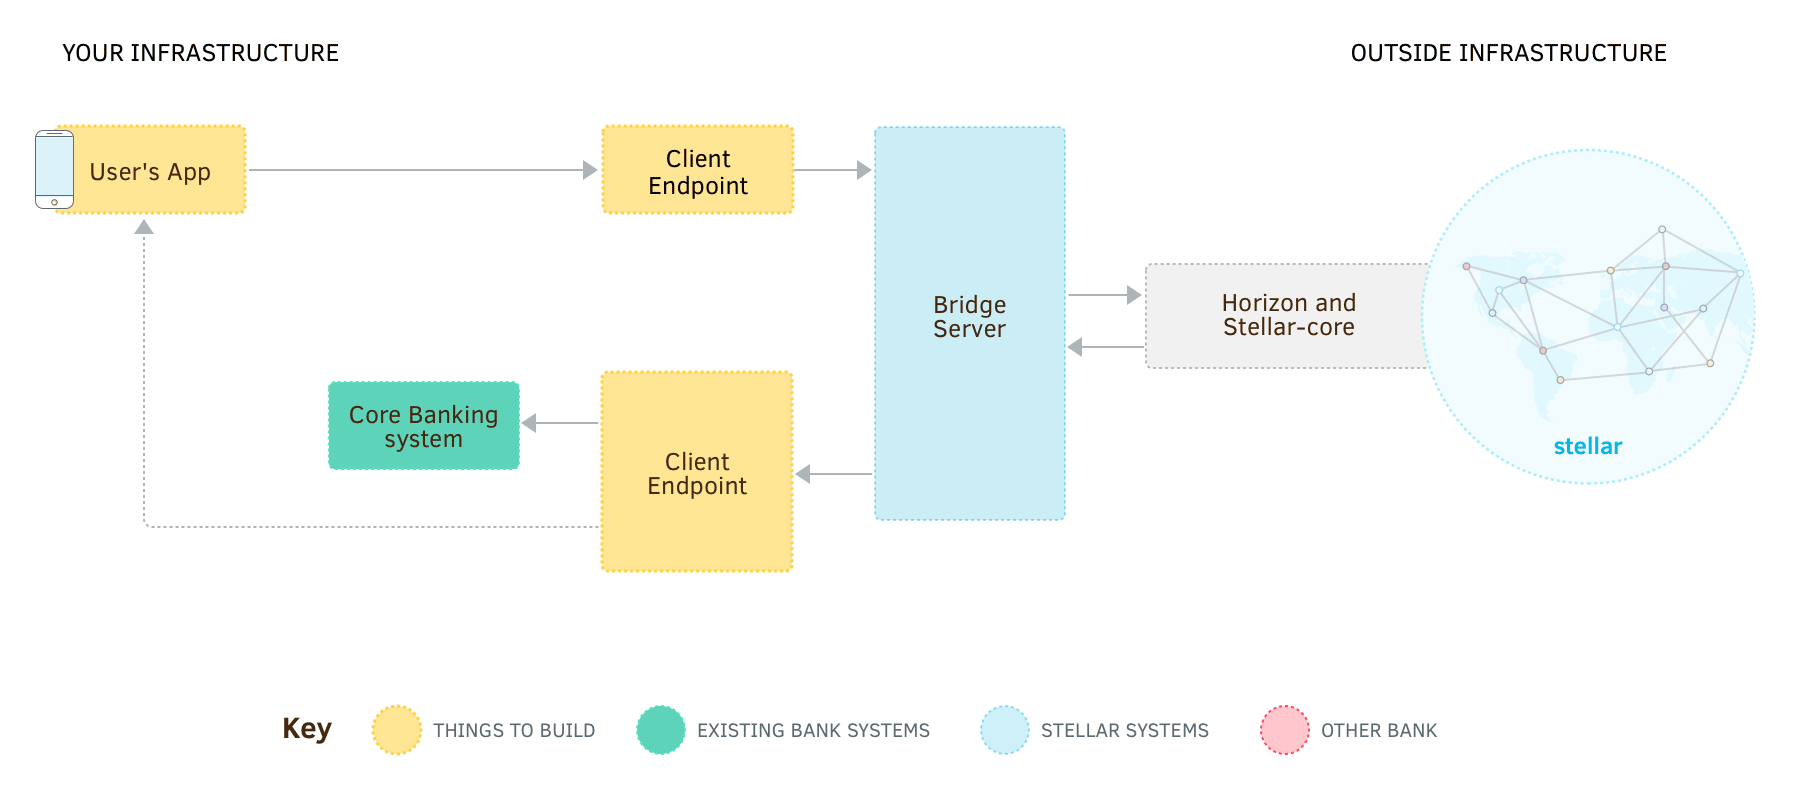 YOUR INFRASTRUCTURE
OUTSIDE INFRASTRUCTURE
User's App
Client
Endpoint
Bridge
Server
Horizon and
Stellar-core
Core Banking
system
Client
Endpoint
stellar
Key
THINGS TO BUILD
EXISTING BANK SYSTEMS
STELLAR SYSTEMS
OTHER BANK